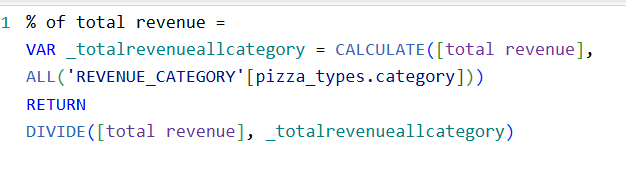 1 % of total revenue =
VAR _totalrevenueallcategory = CALCULATE([total revenue],
ALL('REVENUE_CATEGORY'[pizza_types.category]))
RETURN
DIVIDE([total revenue], _totalrevenueallcategory)